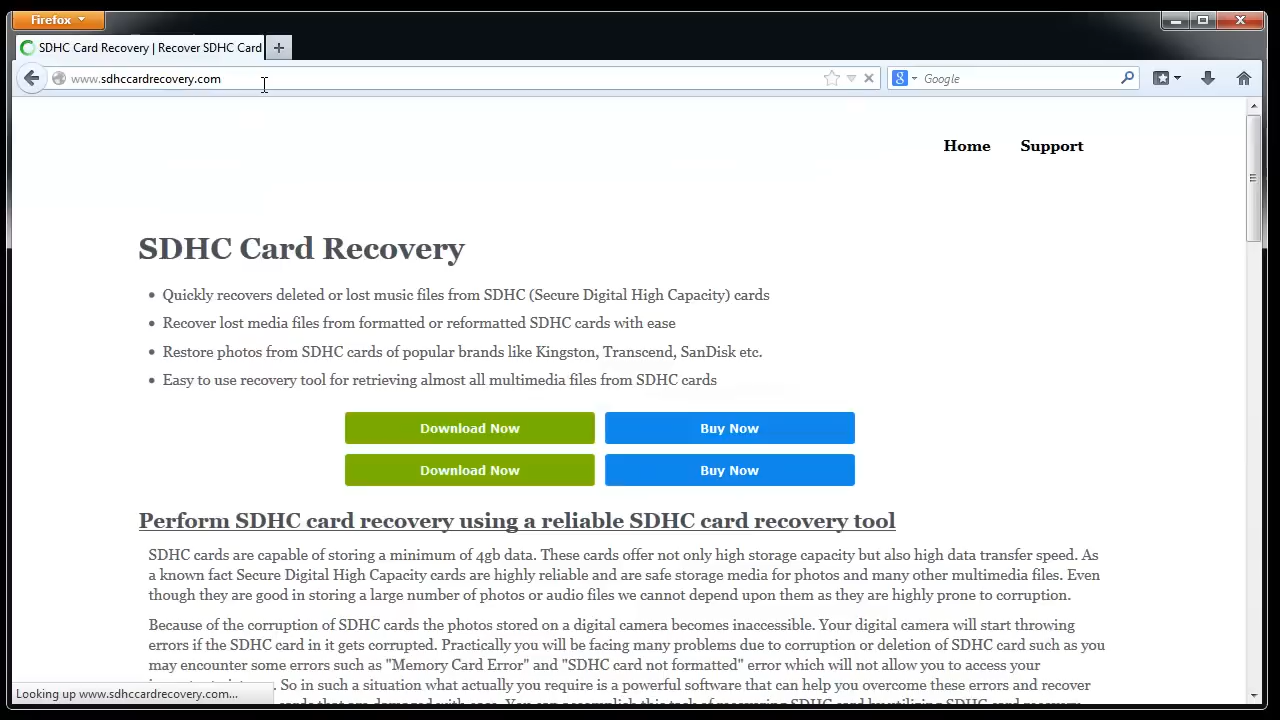 Firefox
SDHC Card Recovery | Recover SDHC Card
www.sdhccardrecovery.com
Google
Home Support
SDHC Card Recovery
• Quickly recovers deleted or lost music files from SDHC (Secure Digital High Capacity) cards
• Recover lost media files from formatted or reformatted SDHC cards with ease
• Restore photos from SDHC cards of popular brands like Kingston, Transcend, SanDisk etc.
• Easy to use recovery tool for retrieving almost all multimedia files from SDHC cards
Download Now Buy Now
Download Now Buy Now
Perform SDHC card recovery using a reliable SDHC card recovery tool
SDHC cards are capable of storing a minimum of 4gb data. These cards offer not only high storage capacity but also high data transfer speed. As
a known fact Secure Digital High Capacity cards are highly reliable and are safe storage media for photos and many other multimedia files. Even
though they are good in storing a large number of photos or audio files we cannot depend upon them as they are highly prone to corruption.
Because of the corruption of SDHC cards the photos stored on a digital camera becomes inaccessible. Your digital camera will start throwing
errors if the SDHC card in it gets corrupted. Practically you will be facing many problems due to corruption or deletion of SDHC card such as you
may encounter some errors such as "Memory Card Error" and "SDHC card not formatted" error which will not allow you to access your
So in such a situation what actually you require is a powerful software that can help you overcome these errors and recover
Looking up www.sdhccardrecovery.com...